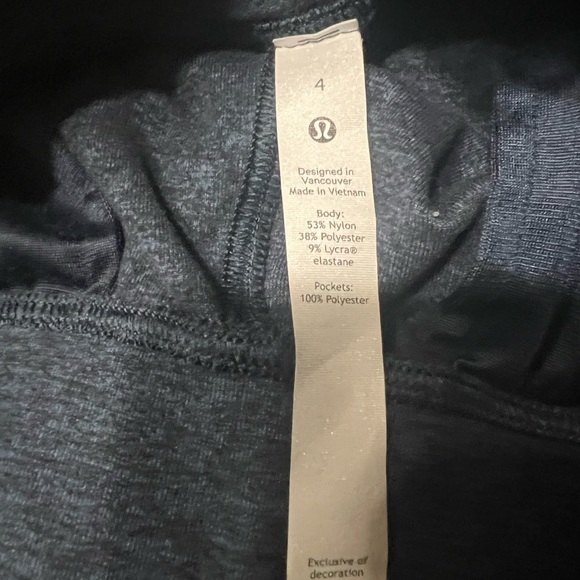 4
Designed in
Vancouver
Made in Vietnam
Body:
53% Nylon
38% Polyester
9% Lycra®
elastane
Pockets:
100% Polyester
Exclusive of
decoration